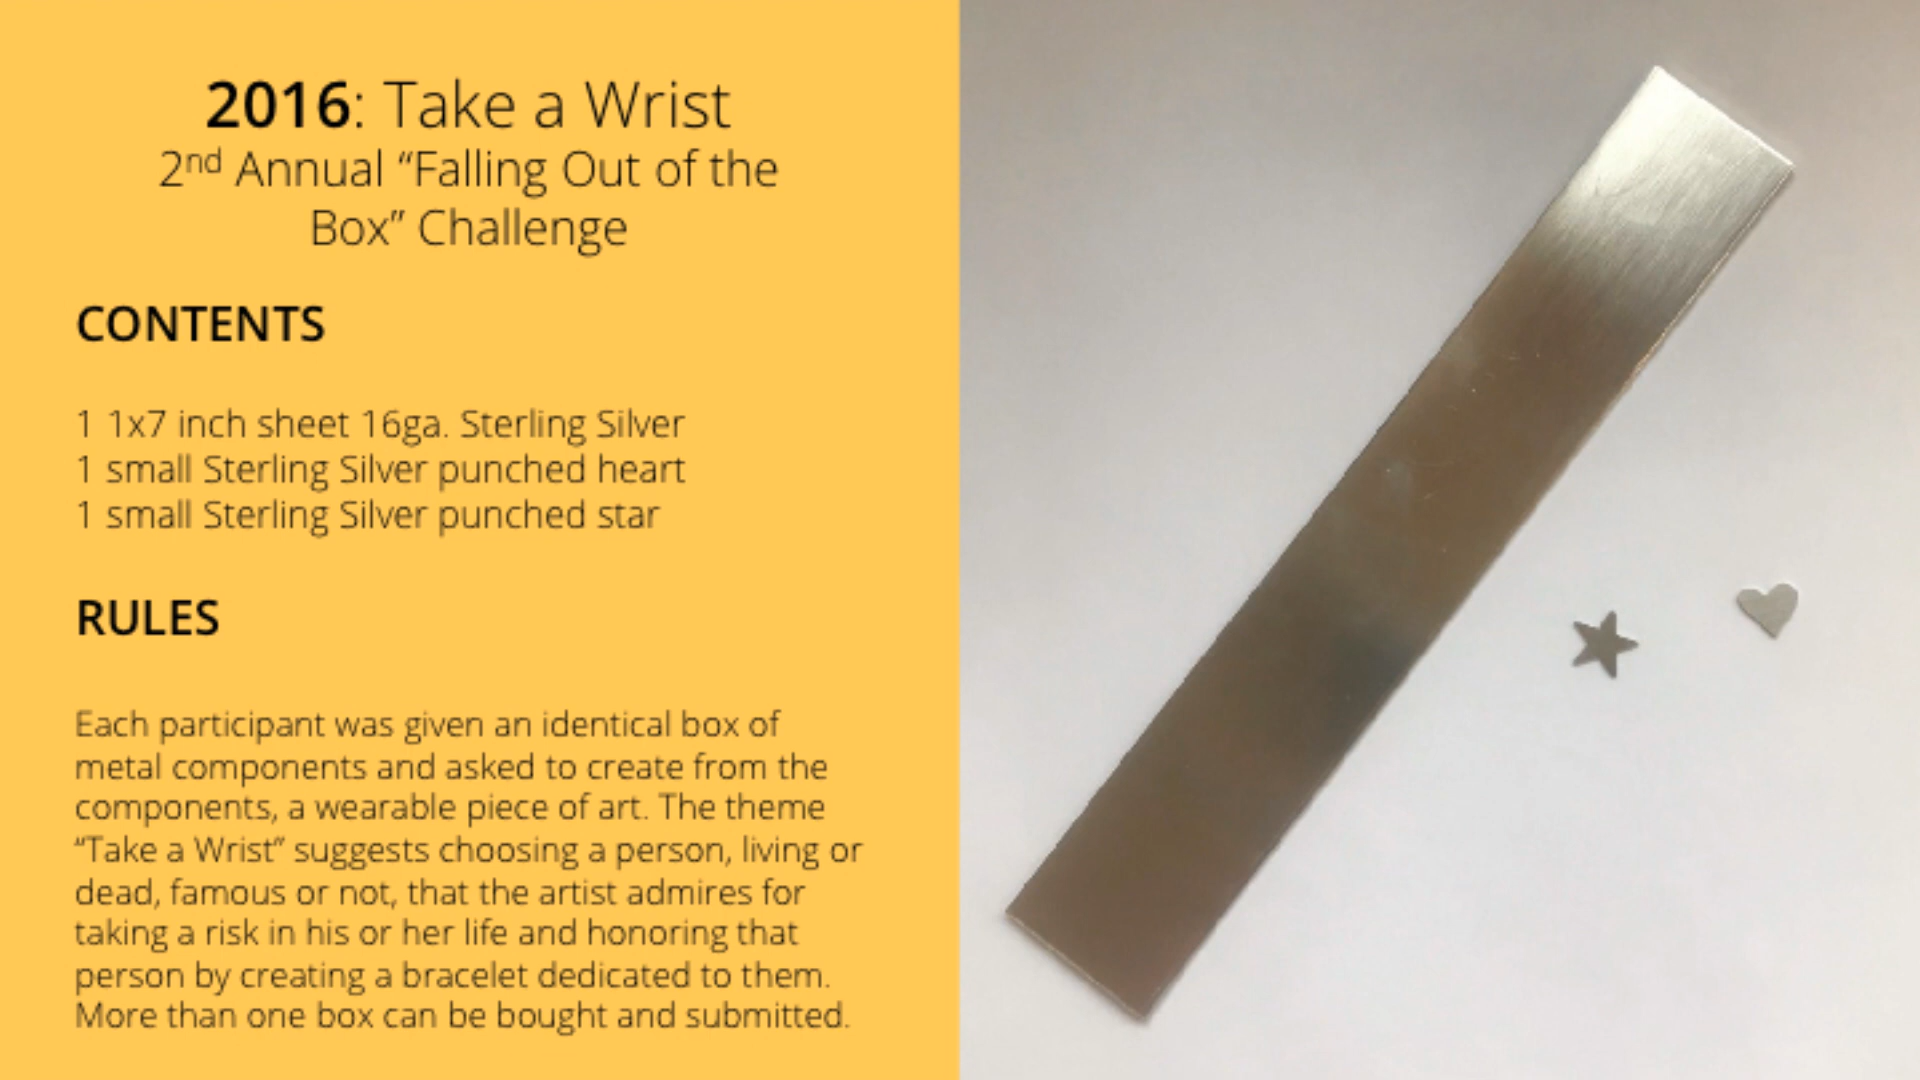 2016: Take a Wrist
2nd Annual “Falling Out of the
Box” Challenge
CONTENTS
1 1x7 inch sheet 16ga. Sterling Silver
1 small Sterling Silver punched heart
1 small Sterling Silver punched star
RULES
Each participant was given an identical box of
metal components and asked to create from the
components, a wearable piece of art. The theme
“Take a Wrist” suggests choosing a person, living or
dead, famous or not, that the artist admires for
taking a risk in his or her life and honoring that
person by creating a bracelet dedicated to them.
More than one box can be bought and submitted.